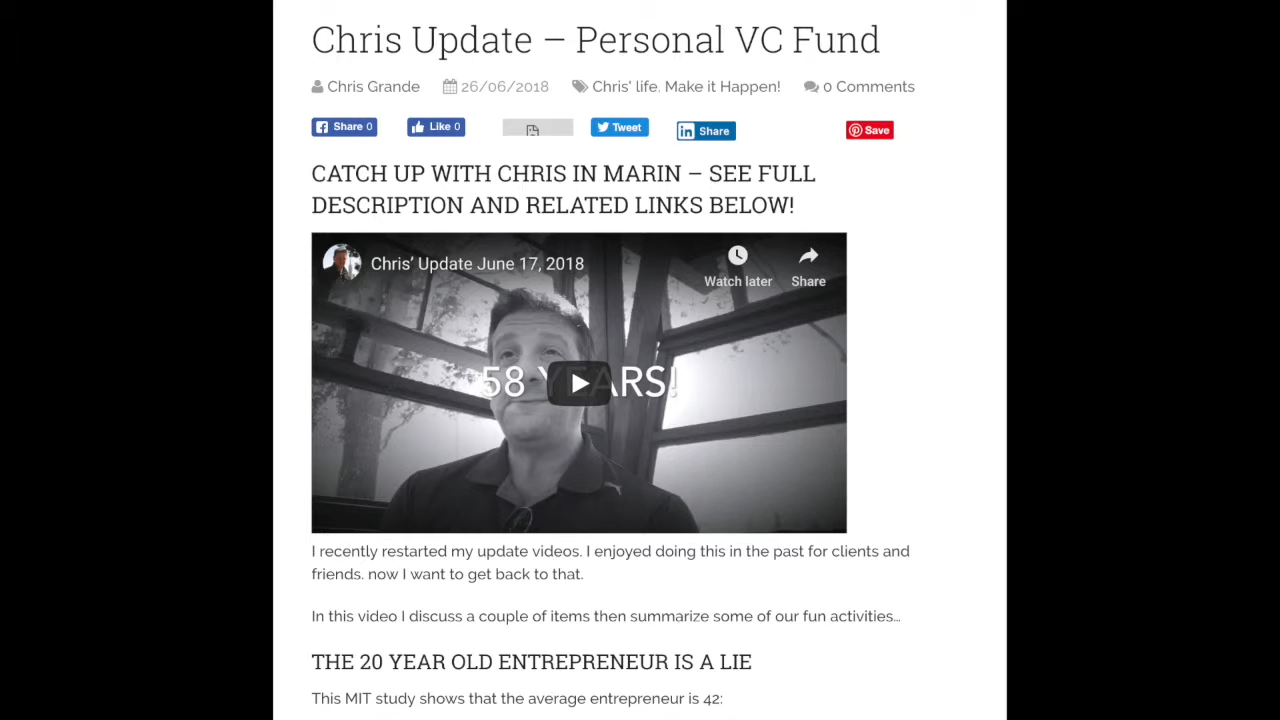 Chris Update – Personal VC Fund
Chris Grande 26/06/2018 Chris' life, Make it Happen! 0 Comments
Share 0 Like 0 Tweet Share Save
CATCH UP WITH CHRIS IN MARIN – SEE FULL
DESCRIPTION AND RELATED LINKS BELOW!
Chris’ Update June 17, 2018
Watch later Share
58 YEARS!
I recently restarted my update videos. I enjoyed doing this in the past for clients and
friends. now I want to get back to that.
In this video I discuss a couple of items then summarize some of our fun activities…
THE 20 YEAR OLD ENTREPRENEUR IS A LIE
This MIT study shows that the average entrepreneur is 42: